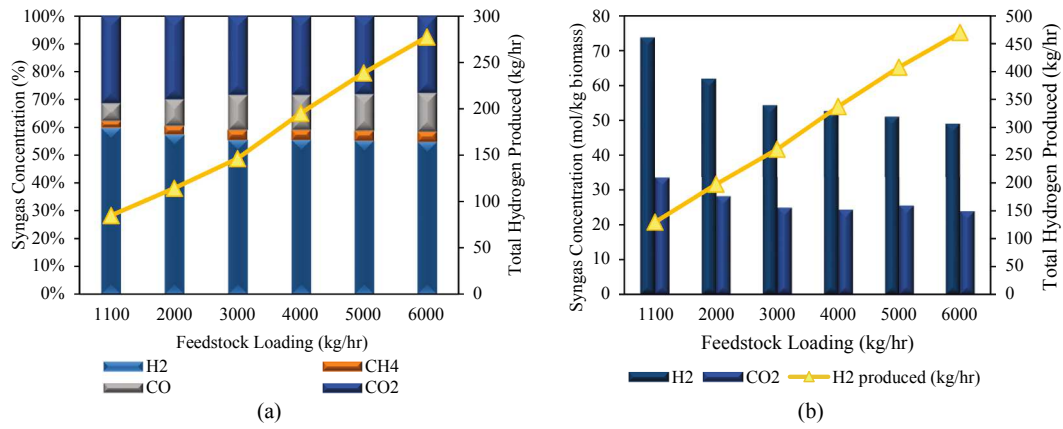 Syngas Concentration (%)
100%
90%
80%
70%
60%
50%
40%
30%
20%
10%
0%
300
250
200
150
100
50
0
Total Hydrogen Produced (kg/hr)
1100 2000 3000 4000 5000 6000
Feedstock Loading (kg/hr)
H2 CH4
CO CO2
(a)
Syngas Concentration (mol/kg biomass)
80
70
60
50
40
30
20
10
0
500
450
400
350
300
250
200
150
100
50
0
Total Hydrogen Produced (kg/hr)
1100 2000 3000 4000 5000 6000
Feedstock Loading (kg/hr)
H2 CO2 H2 produced (kg/hr)
(b)